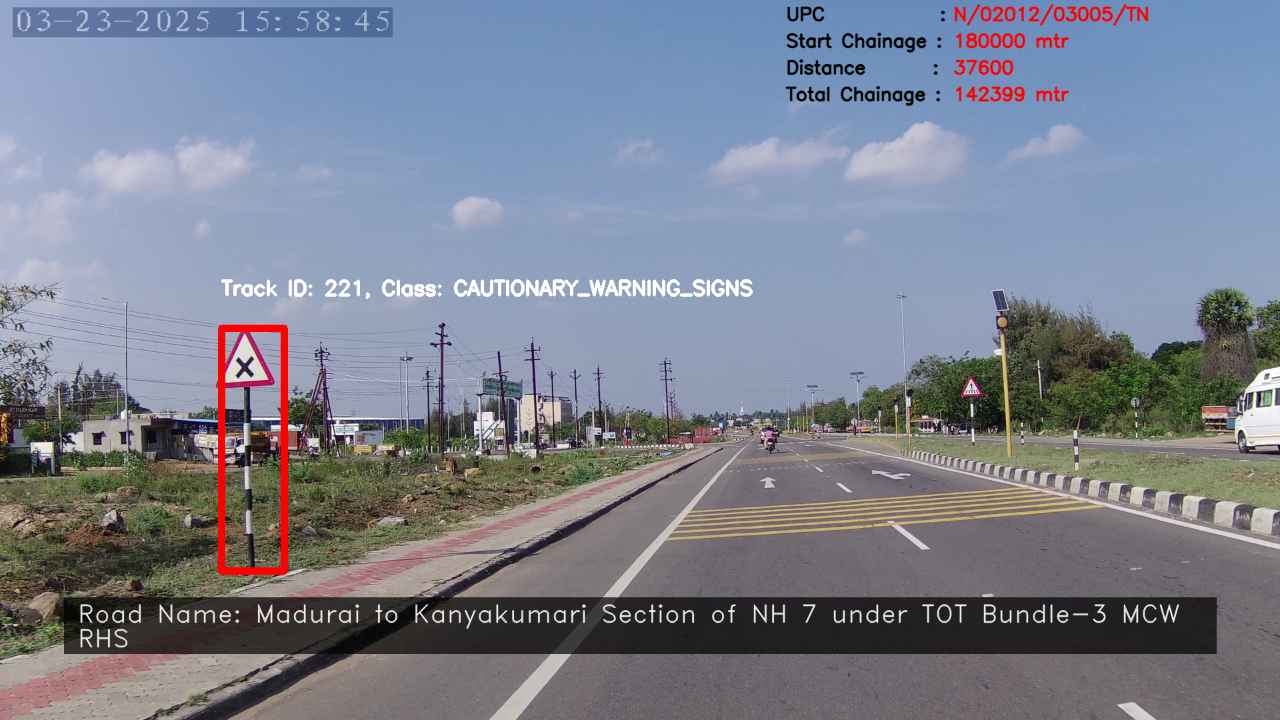 03-23-2025 15:58:45
UPC : N/02012/03005/TN
Start Chainage : 180000 mtr
Distance : 37600
Total Chainage : 142399 mtr
Track ID: 221, Class: CAUTIONARY_WARNING_SIGNS
Road Name: Madurai to Kanyakumari Section of NH 7 under TOT Bundle-3 MCW
RHS